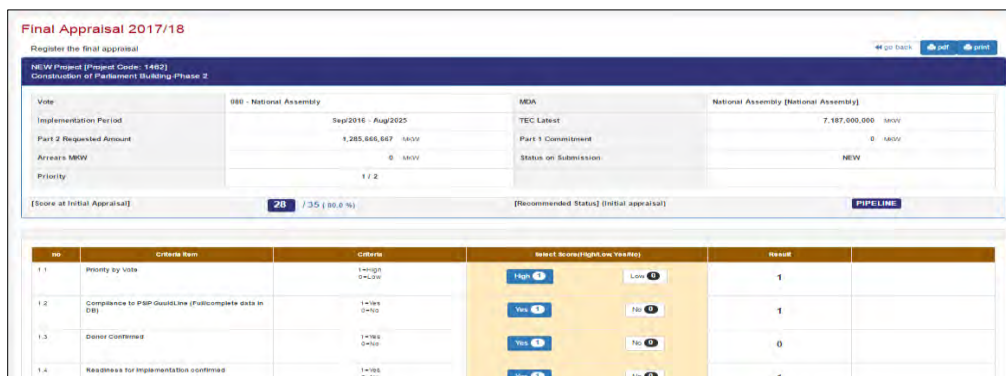 Final Appraisal 2017/18
Register the final appraisal
go back pdf print
NEW Project [Project Code: 1462]
Construction of Parliament Building-Phase 2
Vote 080 - National Assembly MDA National Assembly [National Assembly]
Implementation Period Sep/2016 - Aug/2025 TEC Latest 7,187,000,000 MKW
Part 2 Requested Amount 1,285,666,667 MKW Part 1 Commitment 0 MKW
Arrears MKW 0 MKW Status on Submission NEW
Priority 1 / 2
[Score at Initial Appraisal] 28 / 35 ( 80.0 %) [Recommended Status] (Initial appraisal) PIPELINE
no Criteria Item Criteria Select Score(High/Low, Yes/No) Result
1.1 Priority by Vote 1=High
0=Low High 1 Low 0 1
1.2 Compliance to PSIP GuuidLine (Full/complete data in
DB) 1=Yes
0=No Yes 1 No 0 1
1.3 Donor Confirmed 1=Yes
0=No Yes 1 No 0 0
1.4 Readiness for Implementation confirmed 1=Yes
Yes 1 No 0 1